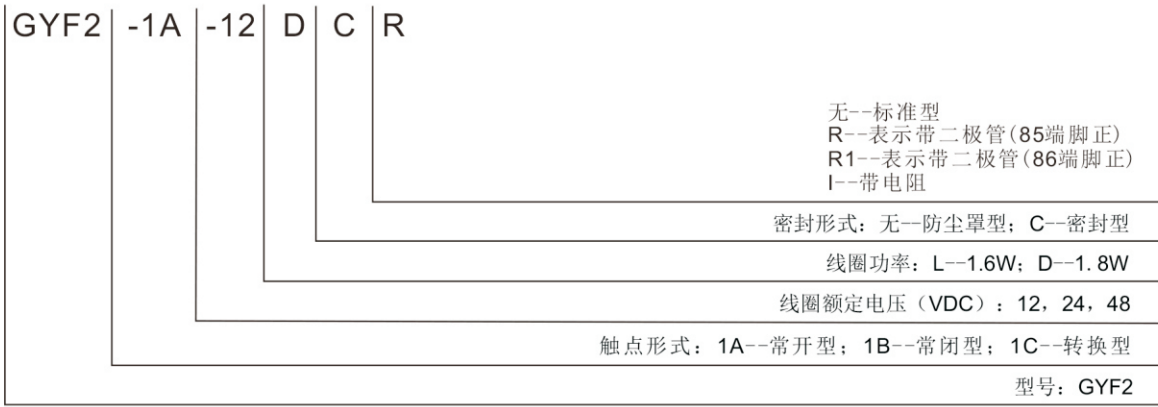 GYF2 -1A -12 D C R
无--标准型
R--表示带二极管(85端脚正)
R1--表示带二极管(86端脚正)
I--带电阻
密封形式：无--防尘罩型；C--密封型
线圈功率：L--1.6W；D--1.8W
线圈额定电压（VDC）：12，24，48
触点形式：1A--常开型；1B--常闭型；1C--转换型
型号：GYF2